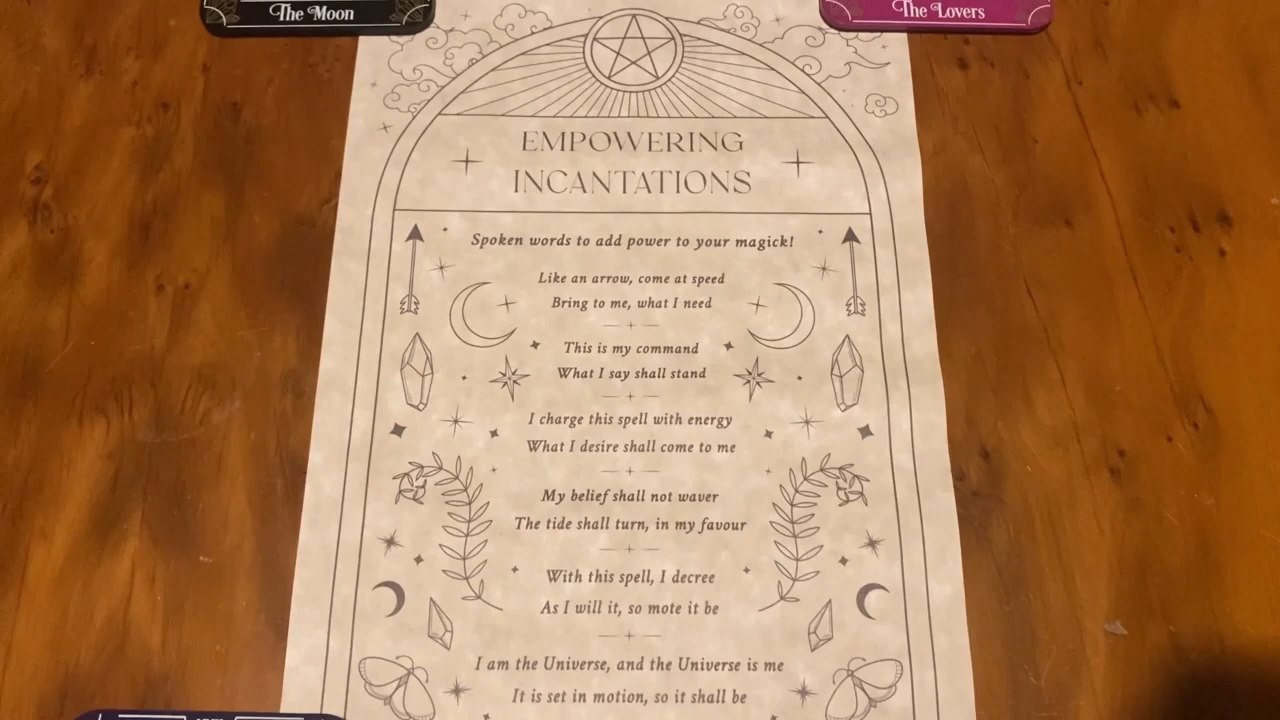 The Moon
The Lovers
EMPOWERING
INCANTATIONS
Spoken words to add power to your magick!
Like an arrow, come at speed
Bring to me, what I need
This is my command
What I say shall stand
I charge this spell with energy
What I desire shall come to me
My belief shall not waver
The tide shall turn, in my favour
With this spell, I decree
As I will it, so mote it be
I am the Universe, and the Universe is me
It is set in motion, so it shall be